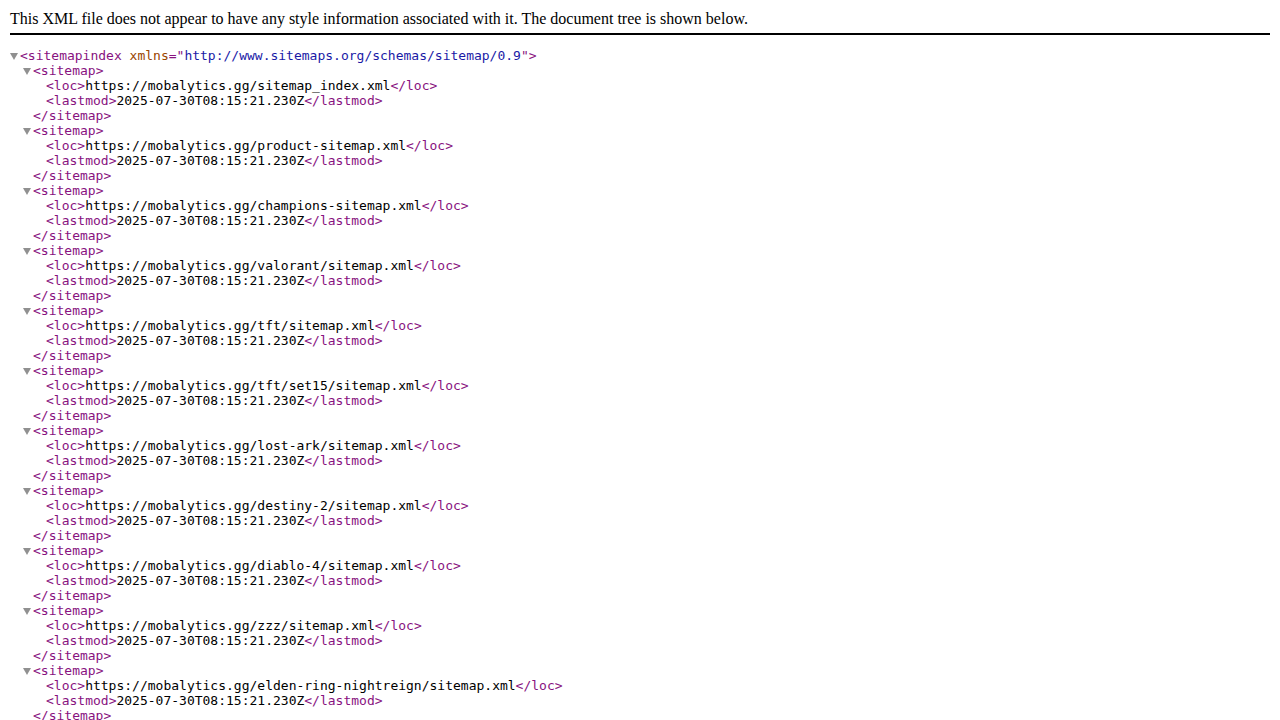 This XML file does not appear to have any style information associated with it. The document tree is shown below.
<sitemapindex xmlns="http://www.sitemaps.org/schemas/sitemap/0.9">
<sitemap>
<loc>https://mobalytics.gg/sitemap_index.xml</loc>
<lastmod>2025-07-30T08:15:21.230Z</lastmod>
</sitemap>
<sitemap>
<loc>https://mobalytics.gg/product-sitemap.xml</loc>
<lastmod>2025-07-30T08:15:21.230Z</lastmod>
</sitemap>
<sitemap>
<loc>https://mobalytics.gg/champions-sitemap.xml</loc>
<lastmod>2025-07-30T08:15:21.230Z</lastmod>
</sitemap>
<sitemap>
<loc>https://mobalytics.gg/valorant/sitemap.xml</loc>
<lastmod>2025-07-30T08:15:21.230Z</lastmod>
</sitemap>
<sitemap>
<loc>https://mobalytics.gg/tft/sitemap.xml</loc>
<lastmod>2025-07-30T08:15:21.230Z</lastmod>
</sitemap>
<sitemap>
<loc>https://mobalytics.gg/tft/set15/sitemap.xml</loc>
<lastmod>2025-07-30T08:15:21.230Z</lastmod>
</sitemap>
<sitemap>
<loc>https://mobalytics.gg/lost-ark/sitemap.xml</loc>
<lastmod>2025-07-30T08:15:21.230Z</lastmod>
</sitemap>
<sitemap>
<loc>https://mobalytics.gg/destiny-2/sitemap.xml</loc>
<lastmod>2025-07-30T08:15:21.230Z</lastmod>
</sitemap>
<sitemap>
<loc>https://mobalytics.gg/diablo-4/sitemap.xml</loc>
<lastmod>2025-07-30T08:15:21.230Z</lastmod>
</sitemap>
<sitemap>
<loc>https://mobalytics.gg/zzz/sitemap.xml</loc>
<lastmod>2025-07-30T08:15:21.230Z</lastmod>
</sitemap>
<sitemap>
<loc>https://mobalytics.gg/elden-ring-nightreign/sitemap.xml</loc>
<lastmod>2025-07-30T08:15:21.230Z</lastmod>
</sitemap>